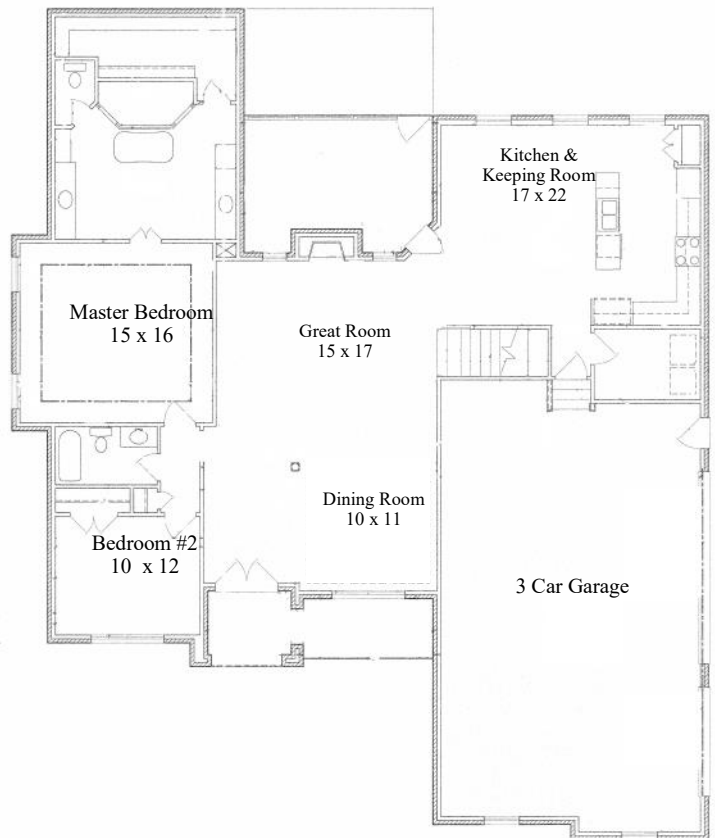 Kitchen &
Keeping Room
17 x 22
Master Bedroom
15 x 16
Great Room
15 x 17
Dining Room
10 x 11
Bedroom #2
10 x 12
3 Car Garage